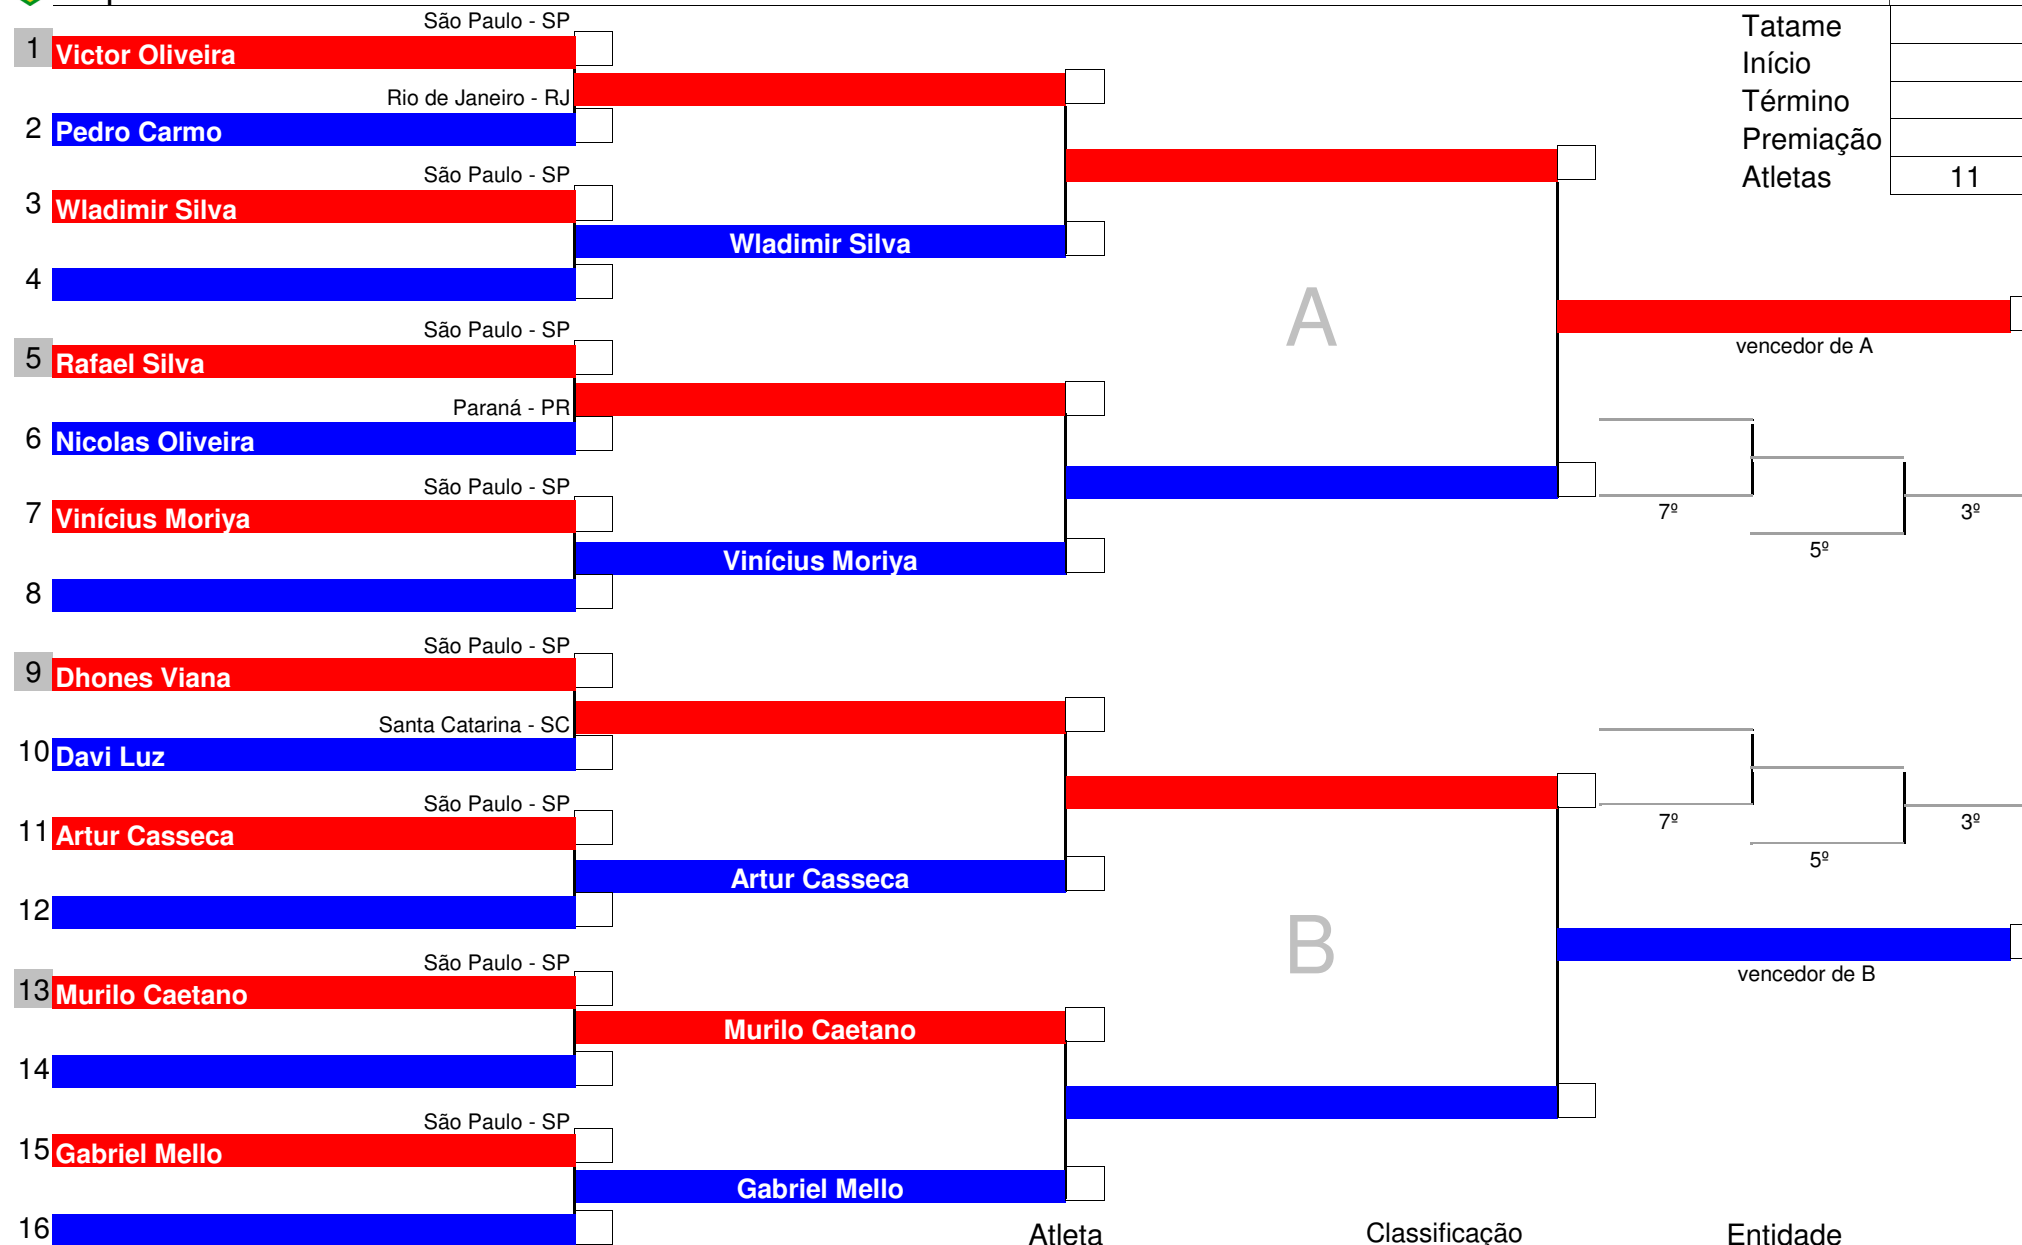 São Paulo - SP
Tatame
1 Victor Oliveira
Início
Rio de Janeiro - RJ
Término
2 Pedro Carmo
Premiação
São Paulo - SP
Atletas 11
3 Wladimir Silva
Wladimir Silva
4
A
São Paulo - SP
vencedor de A
5 Rafael Silva
Paraná - PR
6 Nicolas Oliveira
São Paulo - SP
7 Vinícius Moriya
7º 3º
5º
Vinícius Moriya
8
São Paulo - SP
9 Dhones Viana
Santa Catarina - SC
10 Davi Luz
São Paulo - SP
11 Artur Casseca
7º 3º
5º
Artur Casseca
12
B
São Paulo - SP
vencedor de B
13 Murilo Caetano
Murilo Caetano
14
São Paulo - SP
15 Gabriel Mello
Gabriel Mello
16
Atleta Classificação Entidade